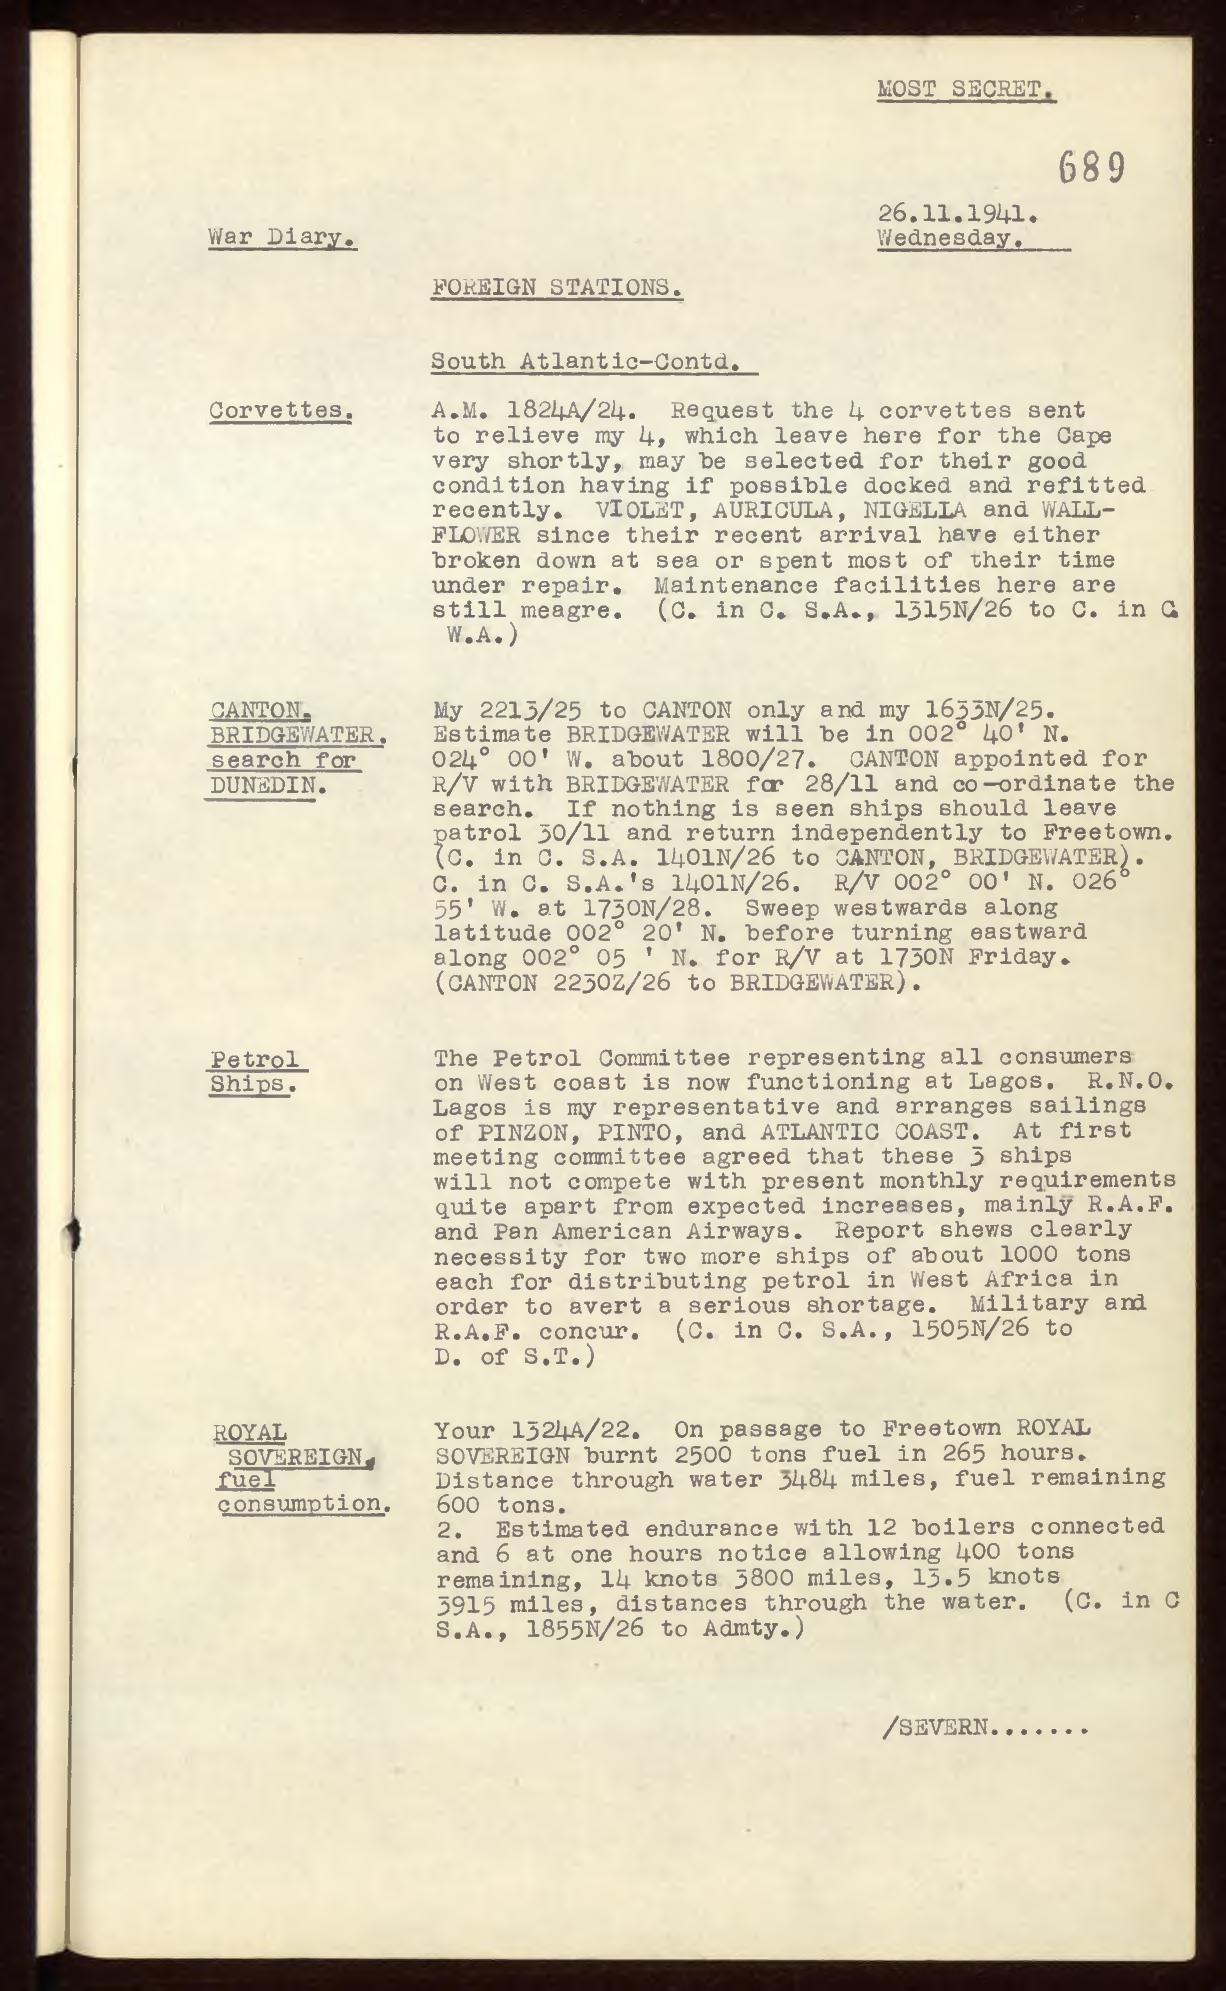 MOST SECRET.
689
26.11.1941.
War Diary.
Wednesday.
FOREIGN STATIONS.
South Atlantic-Contd.
Corvettes.
A.M. 1824A/24. Request the 4 corvettes sent
to relieve my 4, which leave here for the Cape
very shortly, may be selected for their good
condition having if possible docked and refitted
recently. VIOLET, AURICULA, NIGELLA and WALL-
FLOWER since their recent arrival have either
broken down at sea or spent most of their time
under repair. Maintenance facilities here are
still meagre. (C. in C. S.A., 1315N/26 to C. in C.
W.A.)
CANTON.
BRIDGEWATER.
search for
DUNEDIN.
My 2213/25 to CANTON only and my 1633N/25.
Estimate BRIDGEWATER will be in 002° 40' N.
024° 00' W. about 1800/27. CANTON appointed for
R/V with BRIDGEWATER for 28/11 and co-ordinate the
search. If nothing is seen ships should leave
patrol 30/11 and return independently to Freetown.
(C. in C. S.A. 1401N/26 to CANTON, BRIDGEWATER).
C. in C. S.A.'s 1401N/26. R/V 002° 00' N. 026°
55' W. at 1730N/28. Sweep westwards along
latitude 002° 20' N. before turning eastward
along 002° 05 ' N. for R/V at 1730N Friday.
(CANTON 2230Z/26 to BRIDGEWATER).
Petrol
Ships.
The Petrol Committee representing all consumers
on West coast is now functioning at Lagos. R.N.O.
Lagos is my representative and arranges sailings
of PINZON, PINTO, and ATLANTIC COAST. At first
meeting committee agreed that these 3 ships
will not compete with present monthly requirements
quite apart from expected increases, mainly R.A.F.
and Pan American Airways. Report shews clearly
necessity for two more ships of about 1000 tons
each for distributing petrol in West Africa in
order to avert a serious shortage. Military and
R.A.F. concur. (C. in C. S.A., 1505N/26 to
D. of S.T.)
ROYAL
SOVEREIGN,
fuel
consumption.
Your 1324A/22. On passage to Freetown ROYAL
SOVEREIGN burnt 2500 tons fuel in 265 hours.
Distance through water 3484 miles, fuel remaining
600 tons.
2. Estimated endurance with 12 boilers connected
and 6 at one hours notice allowing 400 tons
remaining, 14 knots 3800 miles, 13.5 knots
3915 miles, distances through the water. (C. in C
S.A., 1855N/26 to Admty.)
/SEVERN.......